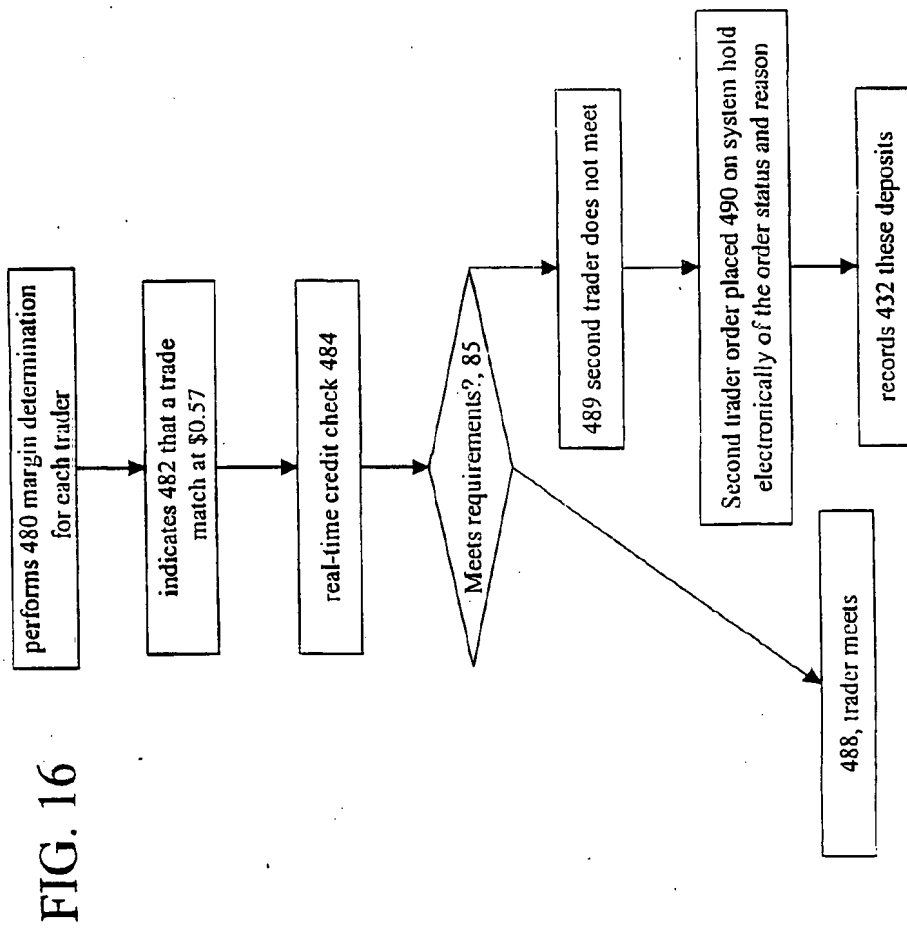 FIG. 16
performs 480 margin determination
for each trader
indicates 482 that a trade
match at $0.57
real-time credit check 484
Meets requirements?, 85
489 second trader does not meet
Second trader order placed 490 on system hold
electronically of the order status and reason
records 432 these deposits
488, trader meets